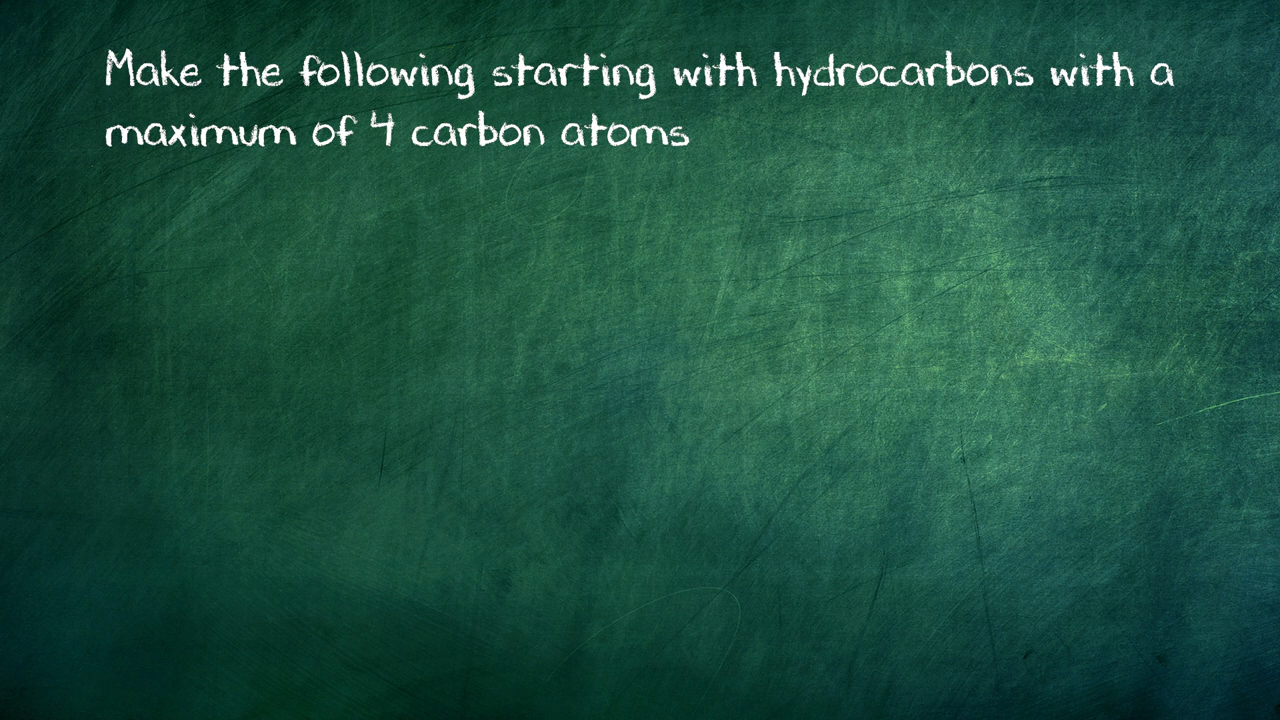 Make the following starting with hydrocarbons with a
maximum of 4 carbon atoms